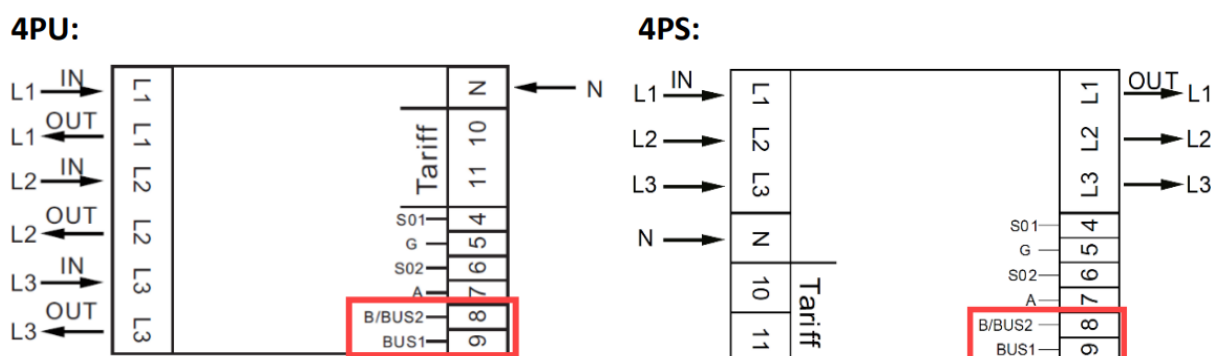 4PU:
L1 IN L1 N N
L1 OUT L1 10
L2 IN L2 Tariff 11
L2 OUT L2 S01 4
G 5
L3 IN L3 S02 6
A 7
L3 OUT L3 B/BUS2 8
BUS1 9
4PS:
L1 IN L1 L1 OUT L1
L2 L2 L2 L2
L3 L3 L3 L3
S01 4
N N G 5
10 S02 6
Tariff A 7
11 B/BUS2 8
BUS1 9